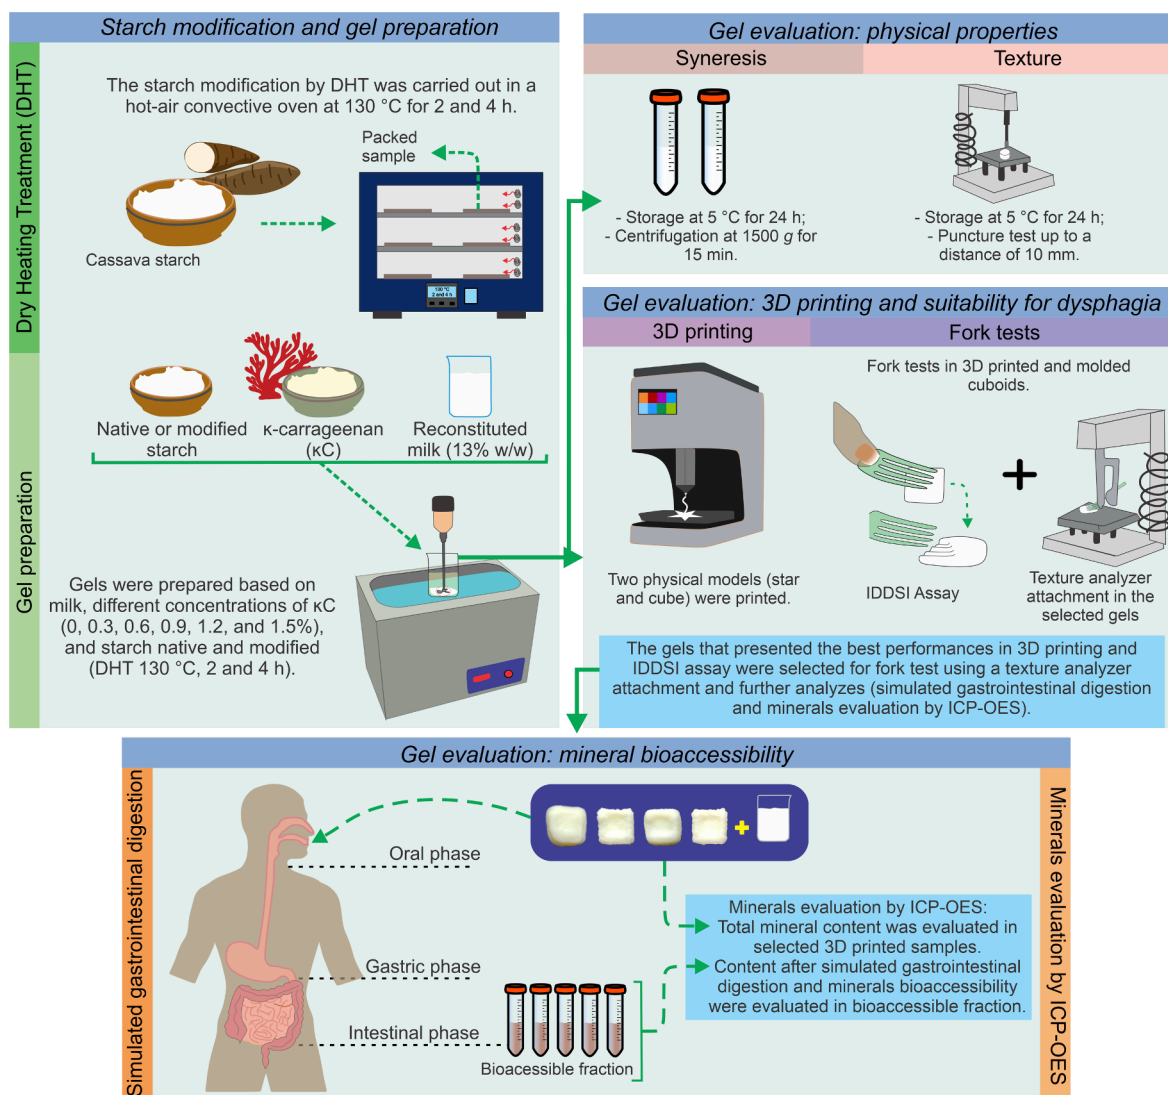 Starch modification and gel preparation
Dry Heating Treatment (DHT)
The starch modification by DHT was carried out in a
hot-air convective oven at 130 °C for 2 and 4 h.
Packed
sample
Cassava starch
130 °C
2 and 4 h
Gel preparation
Native or modified
starch
κ-carrageenan
(κC)
Reconstituted
milk (13% w/w)
Gels were prepared based on
milk, different concentrations of κC
(0, 0.3, 0.6, 0.9, 1.2, and 1.5%),
and starch native and modified
(DHT 130 °C, 2 and 4 h).
Gel evaluation: physical properties
Syneresis
Texture
- Storage at 5 °C for 24 h;
- Centrifugation at 1500 g for
15 min.
- Storage at 5 °C for 24 h;
- Puncture test up to a
distance of 10 mm.
Gel evaluation: 3D printing and suitability for dysphagia
3D printing
Fork tests
Fork tests in 3D printed and molded
cuboids.
+
Two physical models (star
and cube) were printed.
IDDSI Assay
Texture analyzer
attachment in the
selected gels
The gels that presented the best performances in 3D printing and
IDDSI assay were selected for fork test using a texture analyzer
attachment and further analyzes (simulated gastrointestinal digestion
and minerals evaluation by ICP-OES).
Gel evaluation: mineral bioaccessibility
Simulated gastrointestinal digestion
Oral phase
Gastric phase
Intestinal phase
+
Bioacessible fraction
Minerals evaluation by ICP-OES:
Total mineral content was evaluated in
selected 3D printed samples.
Content after simulated gastrointestinal
digestion and minerals bioaccessibility
were evaluated in bioaccessible fraction.
Minerals evaluation by ICP-OES